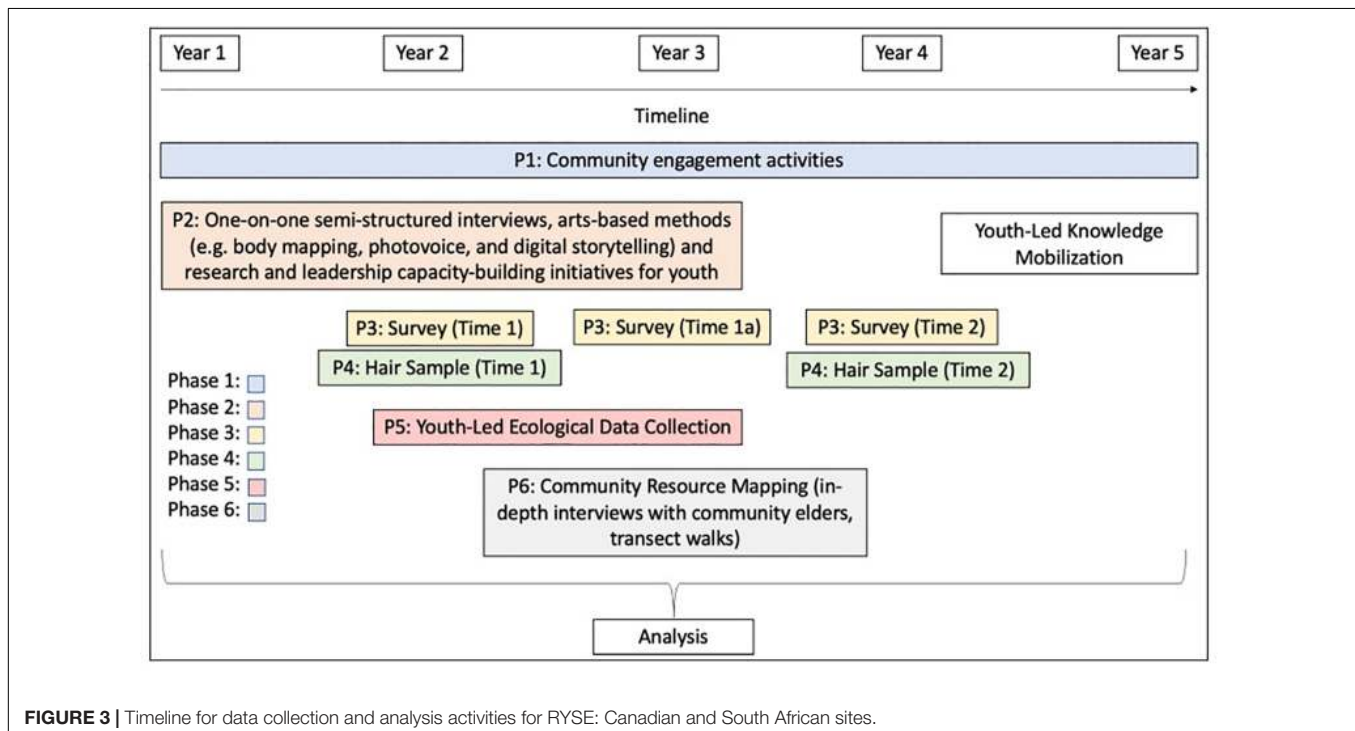 Year 1 Year 2 Year 3 Year 4 Year 5
Timeline
P1: Community engagement activities
P2: One-on-one semi-structured interviews, arts-based methods
(e.g. body mapping, photovoice, and digital storytelling) and
research and leadership capacity-building initiatives for youth
Youth-Led Knowledge
Mobilization
P3: Survey (Time 1) P3: Survey (Time 1a) P3: Survey (Time 2)
P4: Hair Sample (Time 1) P4: Hair Sample (Time 2)
Phase 1:
Phase 2:
Phase 3:
Phase 4:
Phase 5:
Phase 6:
P5: Youth-Led Ecological Data Collection
P6: Community Resource Mapping (in-
depth interviews with community elders,
transect walks)
Analysis
FIGURE 3 | Timeline for data collection and analysis activities for RYSE: Canadian and South African sites.